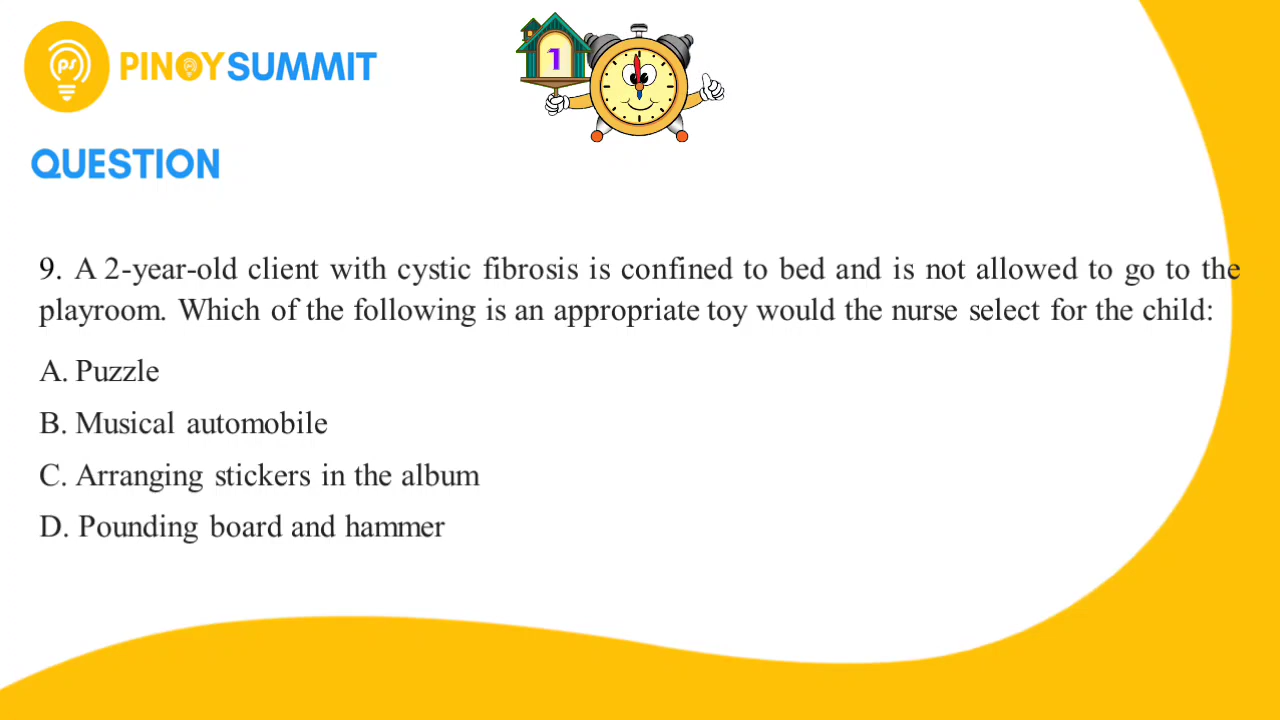 PINOYSUMMIT
1
QUESTION
9. A 2-year-old client with cystic fibrosis is confined to bed and is not allowed to go to the
playroom. Which of the following is an appropriate toy would the nurse select for the child:
A. Puzzle
B. Musical automobile
C. Arranging stickers in the album
D. Pounding board and hammer